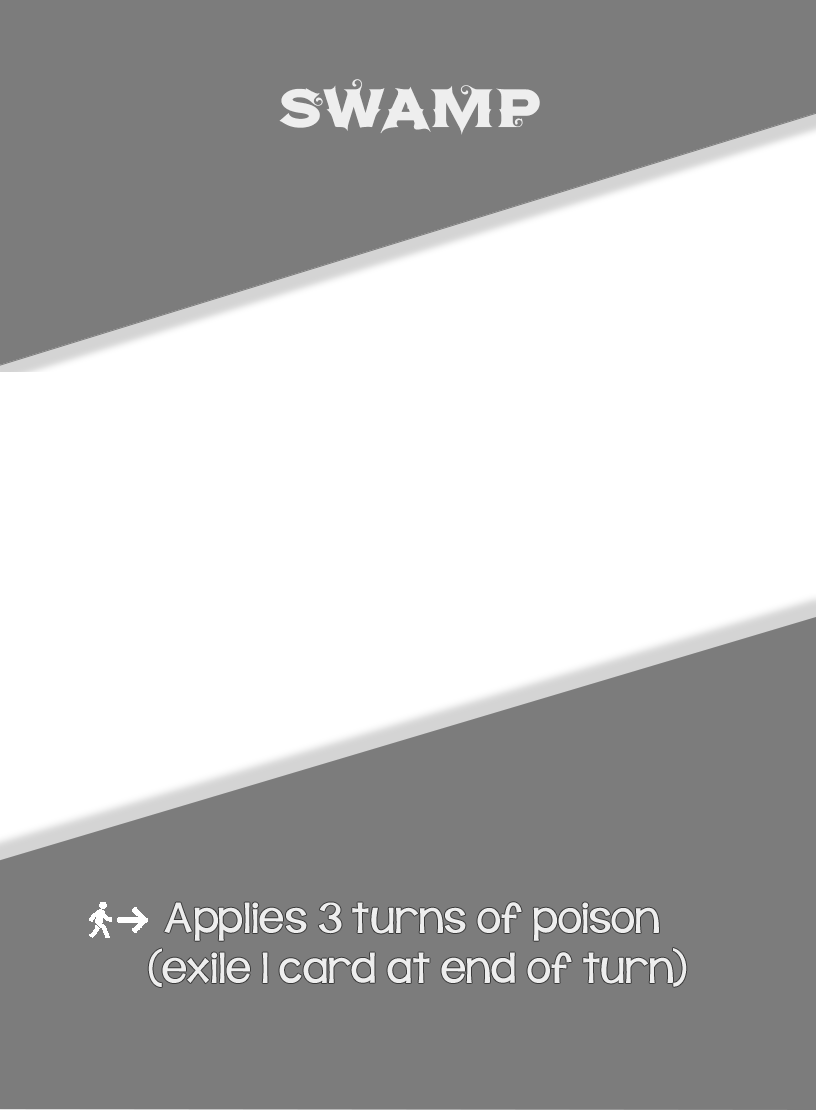 SWAMP
Applies 3 turns of poison
(exile 1 card at end of turn)